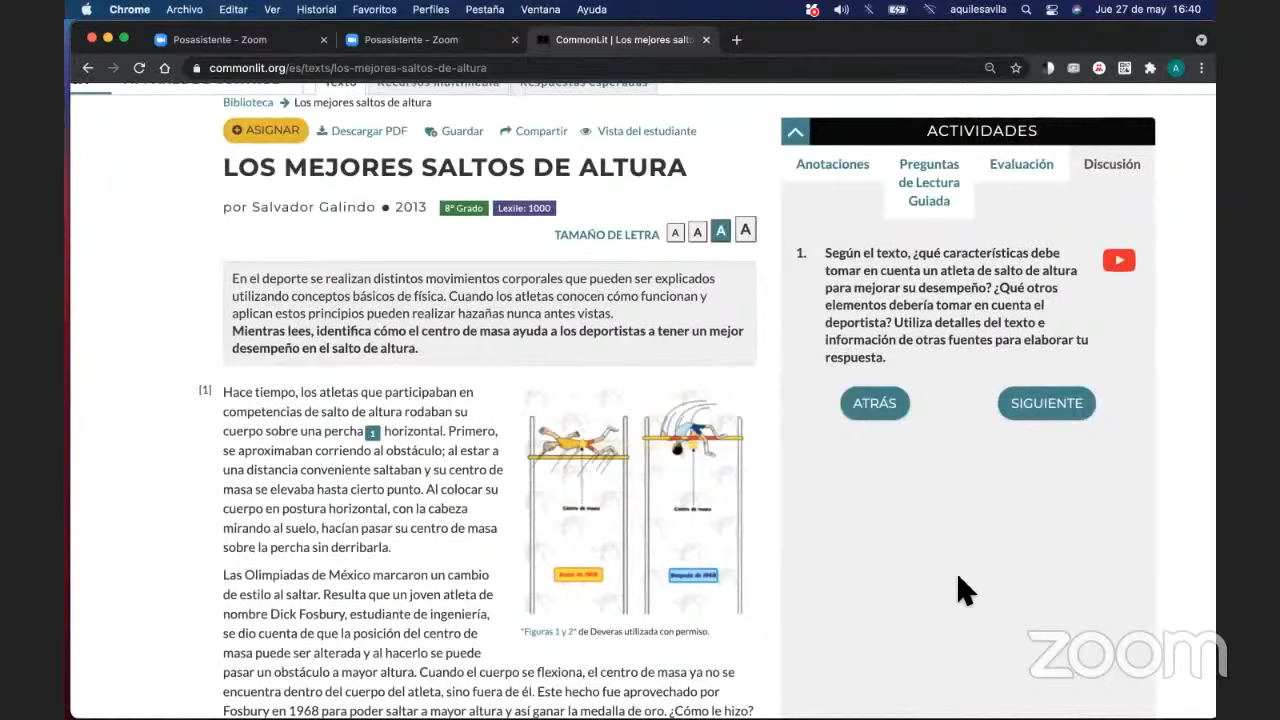 Chrome Archivo Editar Ver Historial Favoritos Perfiles Pestaña Ventana Ayuda aquilesavila Jue 27 de may 16:40
Posasistente – Zoom Posasistente – Zoom CommonLit | Los mejores salto
commonlit.org/es/texts/los-mejores-saltos-de-altura
Texto Recursos Multimedia Respuestas Esperadas
Biblioteca → Los mejores saltos de altura
ASIGNAR Descargar PDF Guardar Compartir Vista del estudiante
LOS MEJORES SALTOS DE ALTURA
por Salvador Galindo ● 2013 8º Grado Lexile: 1000
TAMAÑO DE LETRA A A A A
En el deporte se realizan distintos movimientos corporales que pueden ser explicados
utilizando conceptos básicos de física. Cuando los atletas conocen cómo funcionan y
aplican estos principios pueden realizar hazañas nunca antes vistas.
Mientras lees, identifica cómo el centro de masa ayuda a los deportistas a tener un mejor
desempeño en el salto de altura.
[1] Hace tiempo, los atletas que participaban en
competencias de salto de altura rodaban su
cuerpo sobre una percha 1 horizontal. Primero,
se aproximaban corriendo al obstáculo; al estar a
una distancia conveniente saltaban y su centro de
masa se elevaba hasta cierto punto. Al colocar su
cuerpo en postura horizontal, con la cabeza
mirando al suelo, hacían pasar su centro de masa
sobre la percha sin derribarla.
Las Olimpiadas de México marcaron un cambio
de estilo al saltar. Resulta que un joven atleta de
nombre Dick Fosbury, estudiante de ingeniería,
se dio cuenta de que la posición del centro de
masa puede ser alterada y al hacerlo se puede
pasar un obstáculo a mayor altura. Cuando el cuerpo se flexiona, el centro de masa ya no se
encuentra dentro del cuerpo del atleta, sino fuera de él. Este hecho fue aprovechado por
Fosbury en 1968 para poder saltar a mayor altura y así ganar la medalla de oro. ¿Cómo le hizo?
Centro de masa Centro de masa
Antes de 1968 Después de 1968
"Figuras 1 y 2" de Deveras utilizada con permiso.
ACTIVIDADES
Anotaciones Preguntas de Lectura Guiada Evaluación Discusión
1. Según el texto, ¿qué características debe
tomar en cuenta un atleta de salto de altura
para mejorar su desempeño? ¿Qué otros
elementos debería tomar en cuenta el
deportista? Utiliza detalles del texto e
información de otras fuentes para elaborar tu
respuesta.
ATRÁS SIGUIENTE
zoom